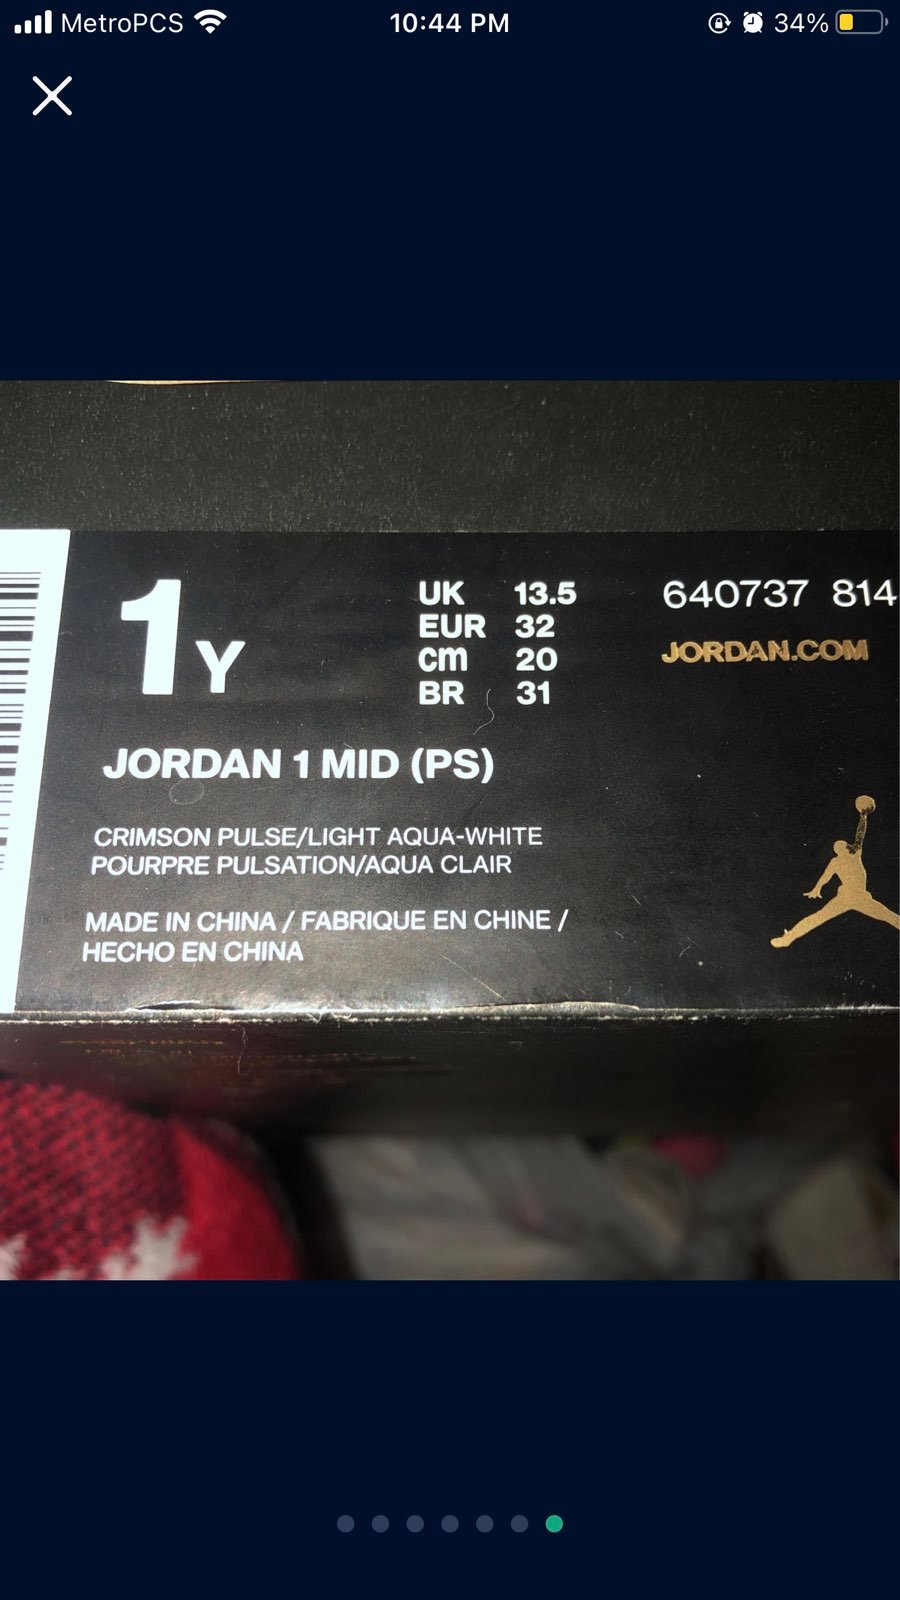 MetroPCS 10:44 PM 34%
1Y
UK 13.5
EUR 32
cm 20
BR 31
640737 814
JORDAN.COM
JORDAN 1 MID (PS)
CRIMSON PULSE/LIGHT AQUA-WHITE
POURPRE PULSATION/AQUA CLAIR
MADE IN CHINA / FABRIQUE EN CHINE /
HECHO EN CHINA